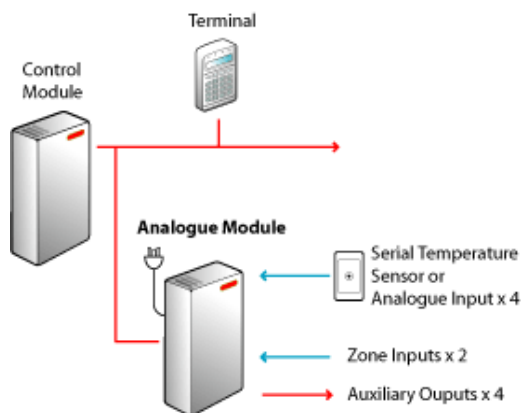 Terminal
Control
Module
Analogue Module
Serial Temperature
Sensor or
Analogue Input x 4
Zone Inputs x 2
Auxiliary Ouputs x 4